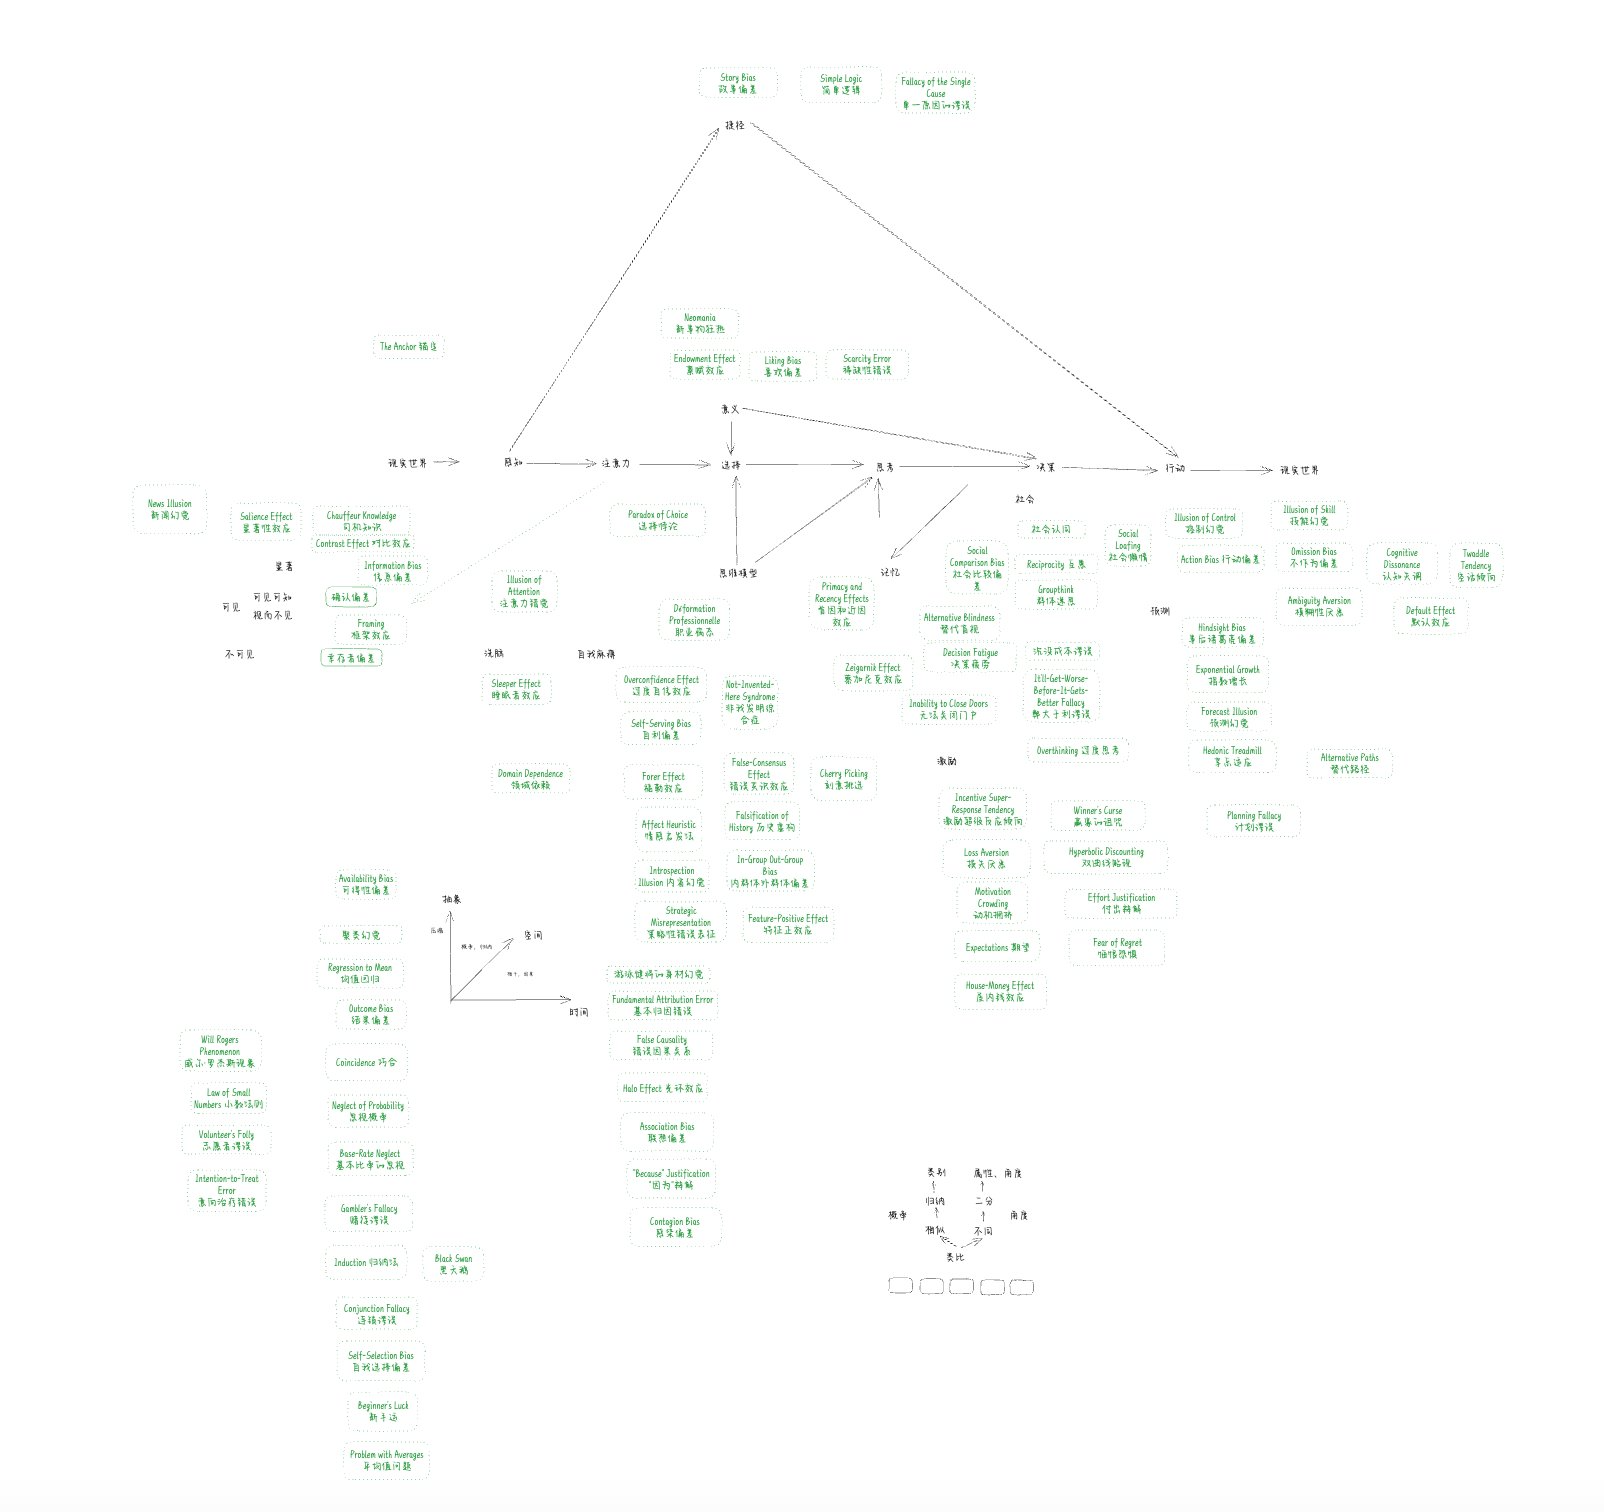 Story Bias
故事偏差
Simple Logic
简单逻辑
Fallacy of the Single
Cause
单一原因的谬误
捷径
Neomania
新事物狂热
The Anchor 锚定
Endowment Effect
禀赋效应
Liking Bias
喜欢偏差
Scarcity Error
稀缺性错误
意义
现实世界
感知
注意力
选择
思考
决策
行动
现实世界
News Illusion
新闻幻觉
Salience Effect
显著性效应
Chauffeur Knowledge
司机知识
Contrast Effect 对比效应
显著
Information Bias
信息偏差
可见
可见可知
视而不见
确认偏差
Framing
框架效应
不可见
幸存者偏差
Paradox of Choice
选择悖论
Illusion of
Attention
注意力错觉
思维模型
记忆
Deformation
Professionnelle
职业病态
Primacy and
Recency Effects
首因和近因
效应
洗脑
自我麻痹
Sleeper Effect
睡眠者效应
Domain Dependence
领域依赖
Overconfidence Effect
过度自信效应
Self-Serving Bias
自利偏差
Forer Effect
福勒效应
Affect Heuristic
情感启发法
Introspection
Illusion 内省幻觉
Strategic
Misrepresentation
策略性错误表征
Not-Invented-
Here Syndrome
非我发明综
合症
False-Consensus
Effect
错误共识效应
Falsification of
History 历史虚构
In-Group Out-Group
Bias
内群体外群体偏差
Feature-Positive Effect
特征正效应
Cherry Picking
刻意挑选
Zeigarnik Effect
蔡加尼克效应
社会
社会认同
Social
Comparison Bias
社会比较偏
差
Reciprocity 互惠
Groupthink
群体迷思
Social
Loafing
社会懒惰
Alternative Blindness
替代盲视
Decision Fatigue
决策疲劳
沉没成本谬误
Inability to Close Doors
无法关闭门户
It'll-Get-Worse-
Before-It-Gets-
Better Fallacy
弊大于利谬误
Overthinking 过度思考
激励
Incentive Super-
Response Tendency
激励超级反应倾向
Winner's Curse
赢家的诅咒
Loss Aversion
损失厌恶
Hyperbolic Discounting
双曲线贴现
Motivation
Crowding
动机拥挤
Effort Justification
付出辩解
Expectations 期望
Fear of Regret
悔恨恐惧
House-Money Effect
庄内钱效应
Illusion of Control
控制幻觉
Illusion of Skill
技能幻觉
Action Bias 行动偏差
Omission Bias
不作为偏差
Cognitive
Dissonance
认知失调
Twaddle
Tendency
空话倾向
Ambiguity Aversion
模糊性厌恶
Default Effect
默认效应
预测
Hindsight Bias
事后诸葛亮偏差
Exponential Growth
指数增长
Forecast Illusion
预测幻觉
Hedonic Treadmill
享乐适应
Alternative Paths
替代路径
Planning Fallacy
计划谬误
Availability Bias
可得性偏差
聚类幻觉
Regression to Mean
均值回归
Outcome Bias
结果偏差
Coincidence 巧合
Neglect of Probability
忽视概率
Base-Rate Neglect
基本比率的忽视
Gambler's Fallacy
赌徒谬误
Induction 归纳法
Black Swan
黑天鹅
Conjunction Fallacy
连锁谬误
Self-Selection Bias
自我选择偏差
Beginner's Luck
新手运
Problem with Averages
平均值问题
Will Rogers
Phenomenon
威尔·罗杰斯现象
Law of Small
Numbers 小数法则
Volunteer's Folly
志愿者谬误
Intention-to-Treat
Error
意向治疗错误
抽象
空间
概率,归纳
时间
游泳健将的身材幻觉
Fundamental Attribution Error
基本归因错误
False Causality
错误因果关系
Halo Effect 光环效应
Association Bias
联想偏差
"Because" Justification
"因为"辩解
Contagion Bias
感染偏差
类别
属性、角度
归纳
二分
概率
角度
相似
不同
类比